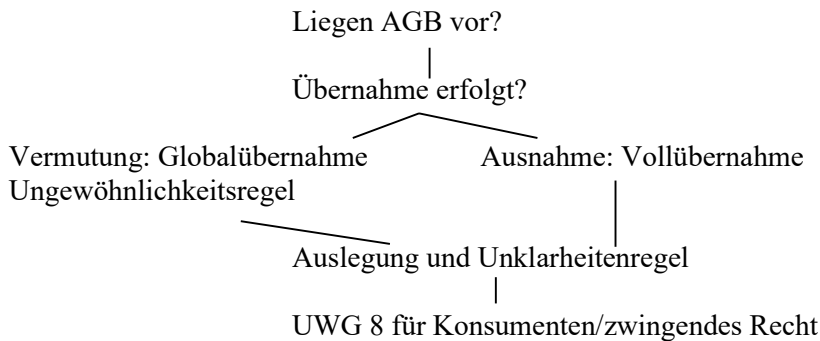 Liegen AGB vor?
Übernahme erfolgt?
Vermutung: Globalübernahme
Ungewöhnlichkeitsregel
Ausnahme: Vollübernahme
Auslegung und Unklarheitenregel
UWG 8 für Konsumenten/zwingendes Recht